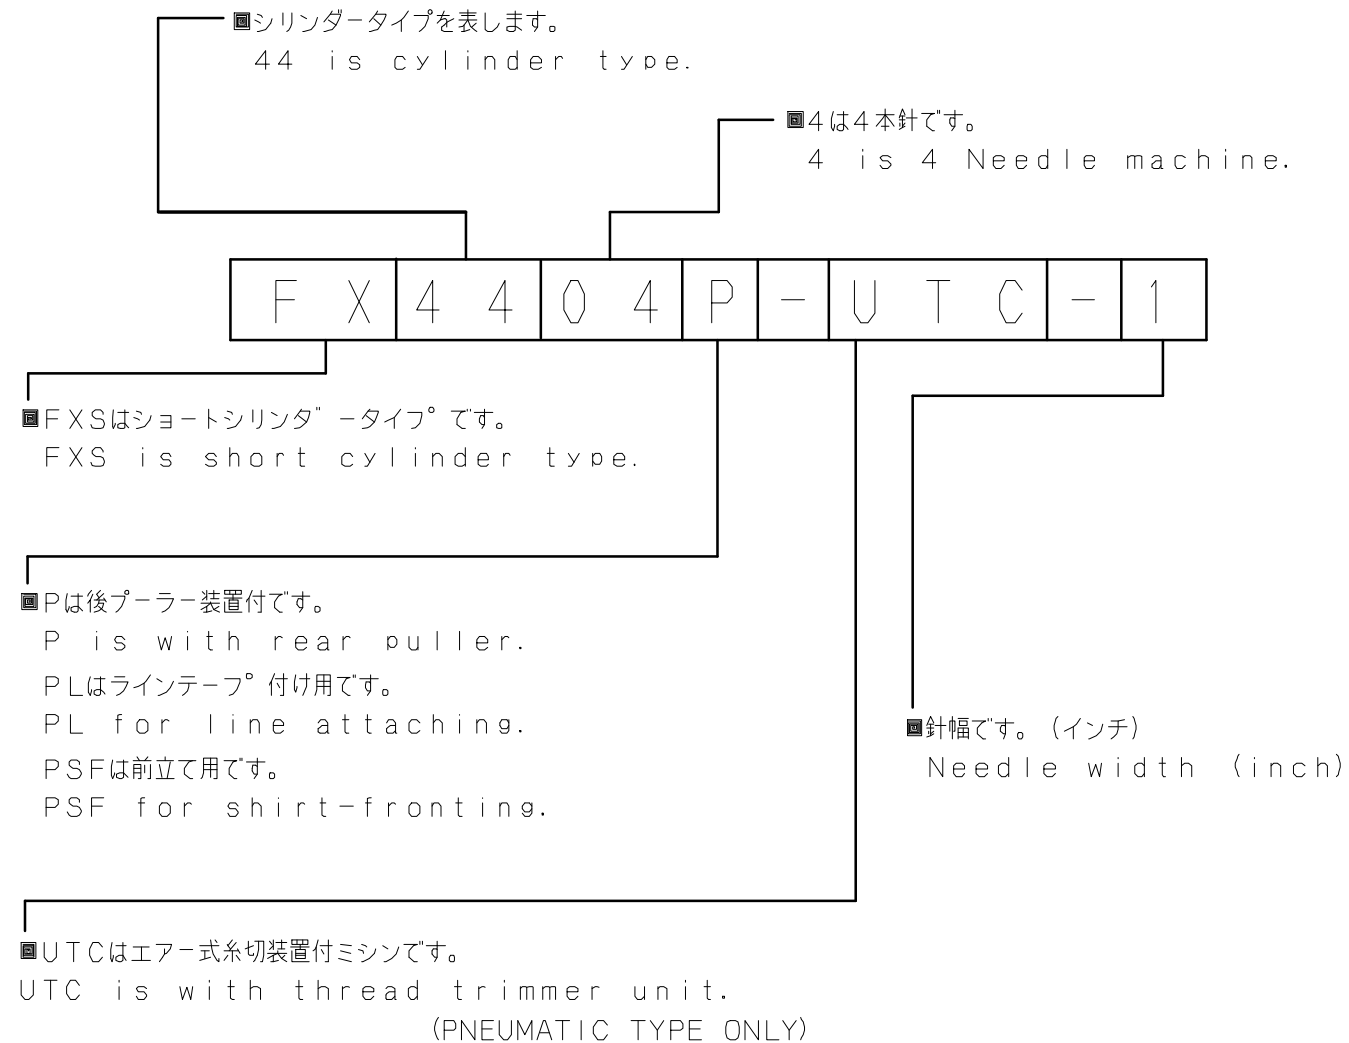 シリンダータイプを表します。
44 is cylinder type.
4は4本針です。
4 is 4 Needle machine.
FX4404P-UTC-1
FXSはショートシリンダ゛ータイプ゜です。
FXS is short cylinder type.
Pは後プーラー装置付です。
P is with rear puller.
PLはラインテープ゜付け用です。
PL for line attaching.
PSFは前立て用です。
PSF for shirt-fronting.
針幅です。(インチ)
Needle width (inch)
UTCはエアー式糸切装置付ミシンです。
UTC is with thread trimmer unit.
(PNEUMATIC TYPE ONLY)